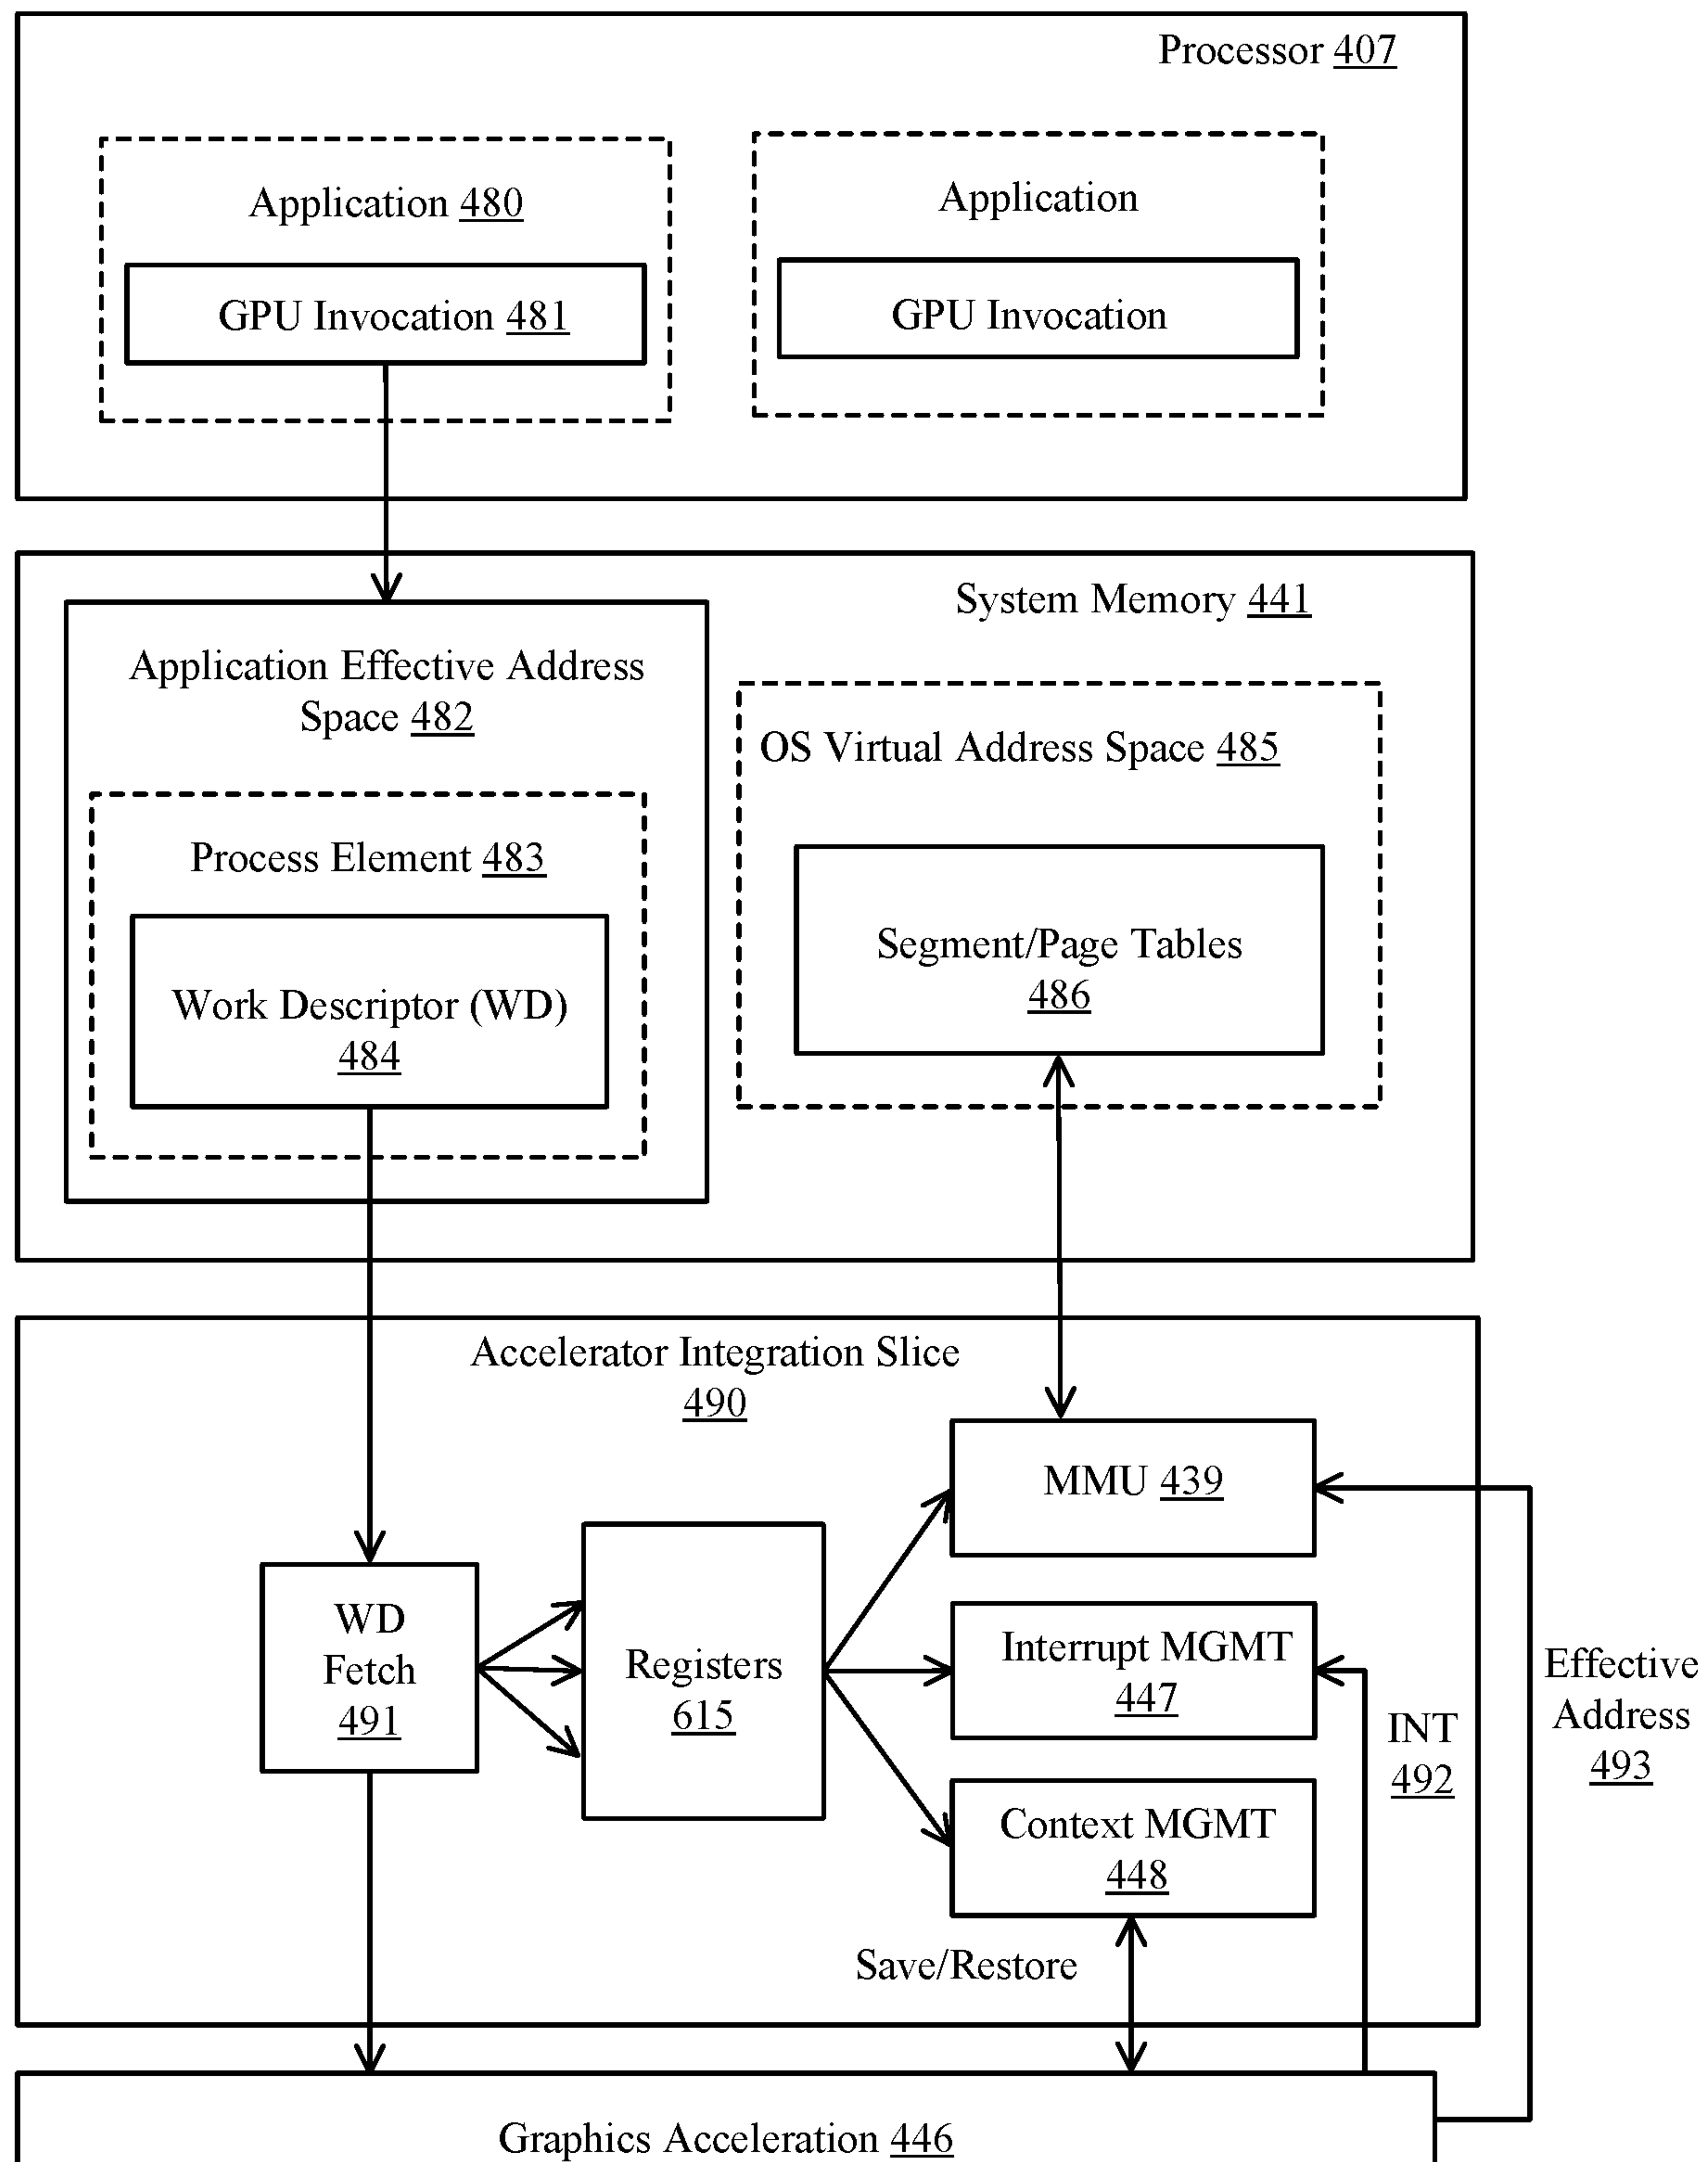 Processor 407
Application 480
GPU Invocation 481
Application
GPU Invocation
System Memory 441
Application Effective Address
Space 482
Process Element 483
Work Descriptor (WD)
484
OS Virtual Address Space 485
Segment/Page Tables
486
Accelerator Integration Slice
490
WD
Fetch
491
Registers
615
MMU 439
Interrupt MGMT
447
Context MGMT
448
Save/Restore
INT
492
Effective
Address
493
Graphics Acceleration 446